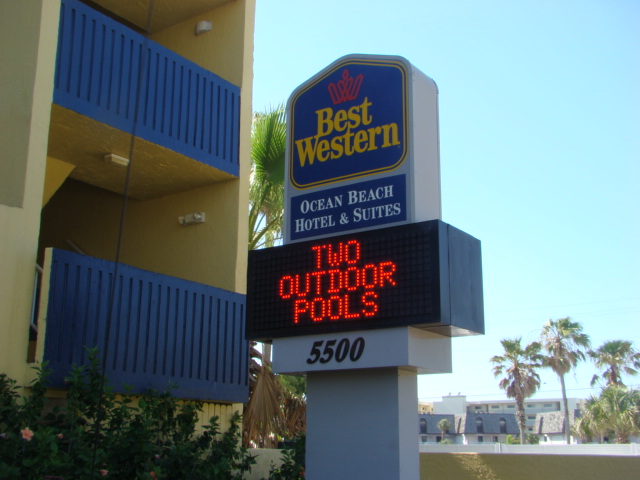 Best
Western
OCEAN BEACH
HOTEL & SUITES
TWO
OUTDOOR
POOLS
5500